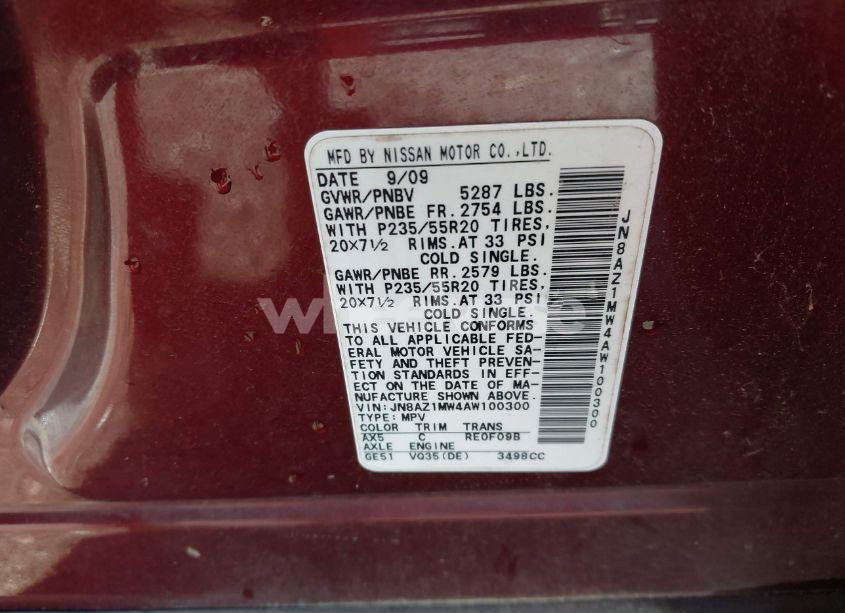 MFD BY NISSAN MOTOR CO.,LTD.
DATE 9/09
GVWR/PNBV 5287 LBS.
GAWR/PNBE FR. 2754 LBS.
WITH P235/55R20 TIRES,
20×7½ RIMS. AT 33 PSI
COLD SINGLE.
GAWR/PNBE RR. 2579 LBS.
WITH P235/55R20 TIRES,
20×7½ RIMS. AT 33 PSI
COLD SINGLE.
THIS VEHICLE CONFORMS
TO ALL APPLICABLE FED-
ERAL MOTOR VEHICLE SA-
FETY AND THEFT PREVEN-
TION STANDARDS IN EFF-
ECT ON THE DATE OF MA-
NUFACTURE SHOWN ABOVE.
VIN:JN8AZ1MW4AW100300
TYPE: MPV
COLOR TRIM TRANS
AX5 C RE0F09B
AXLE ENGINE
GE51 VQ35(DE) 3498CC
JN8AZ1MW4AW100300